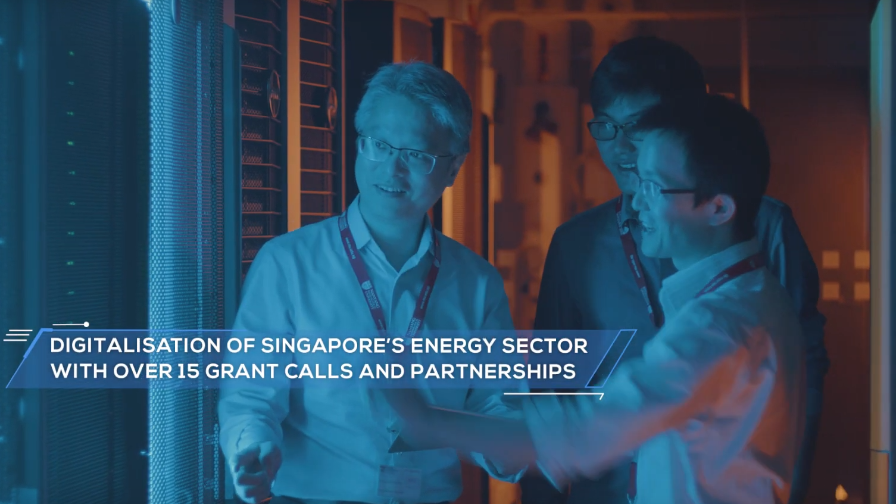 DIGITALISATION OF SINGAPORE'S ENERGY SECTOR
WITH OVER 15 GRANT CALLS AND PARTNERSHIPS